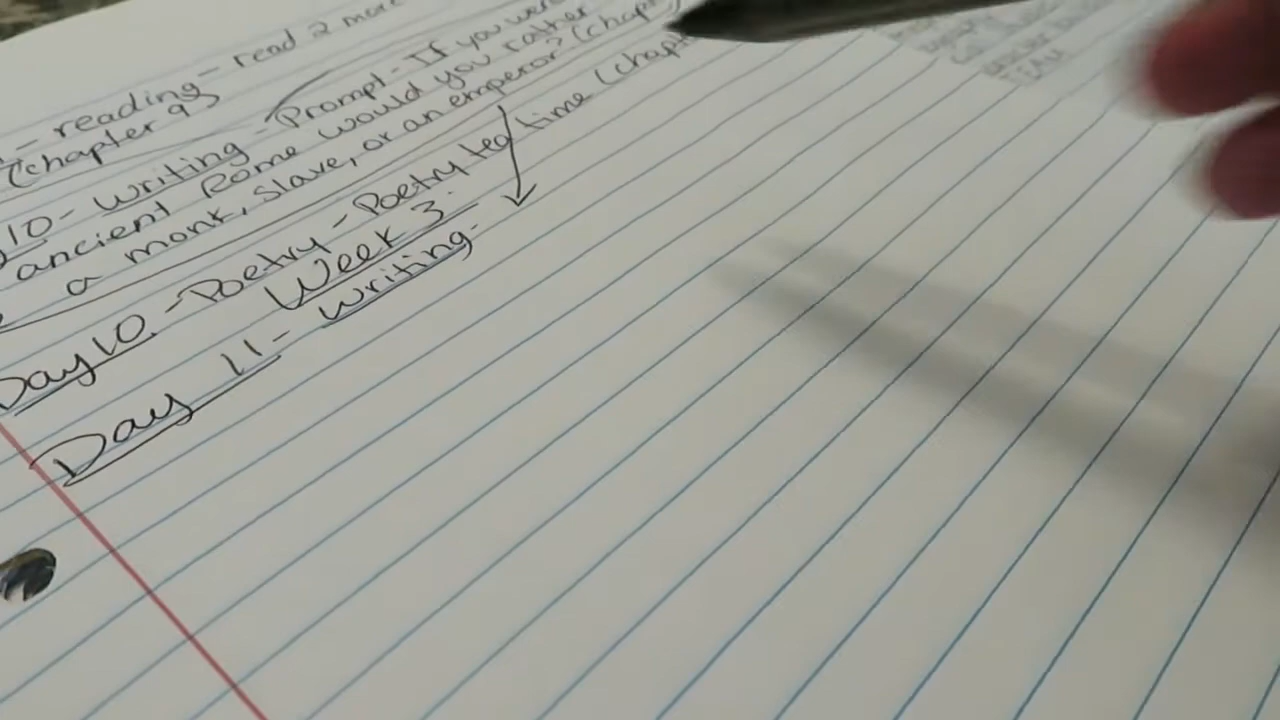 - reading - read 2 more
(chapter 9)
10 - writing - Prompt - If you were
ancient Rome would you rather
a monk, slave, or an emperor? (chapt
Day 10 - Poetry - Poetry tea time (chapt
Week 3:
Day 11 - writing -